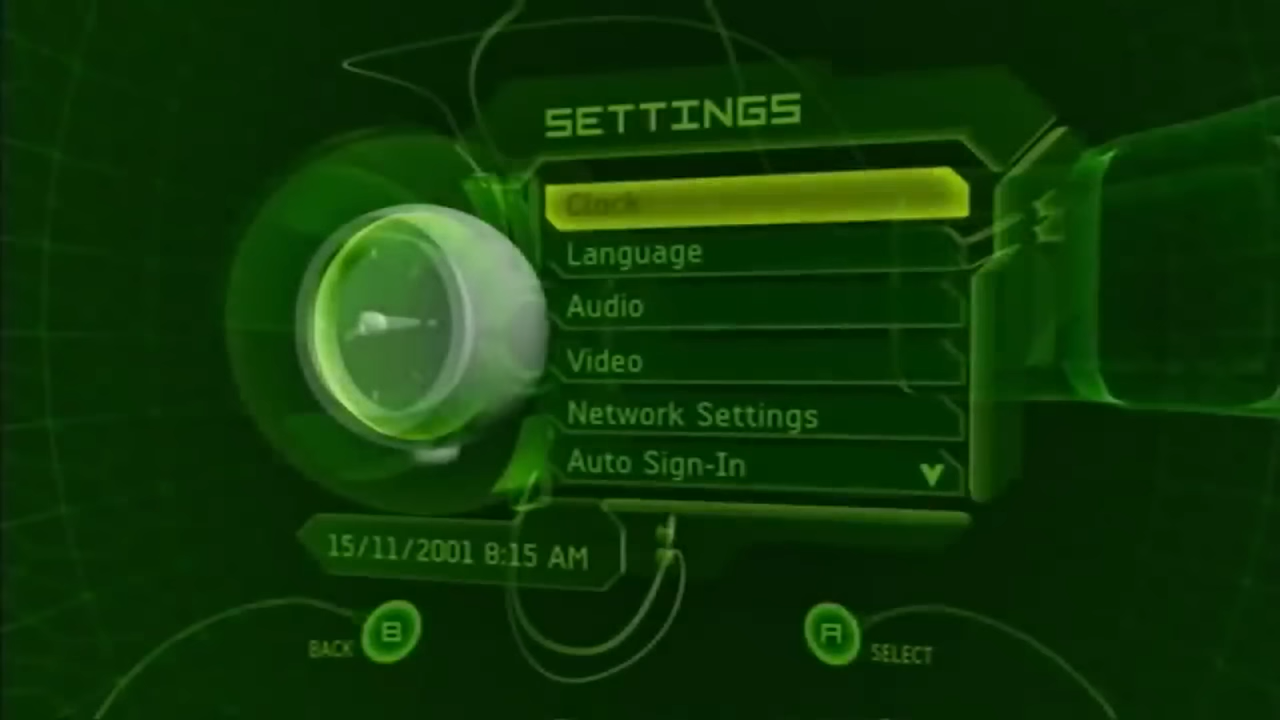 SETTINGS
Clock
Language
Audio
Video
Network Settings
Auto Sign-In
15/11/2001 8:15 AM
BACK B
A SELECT